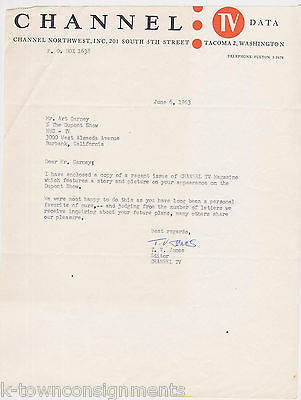 CHANNEL TV DATA
CHANNEL NORTHWEST, INC. 201 SOUTH 5TH STREET TACOMA 2, WASHINGTON
P. O. BOX 1638
June 6, 1963
Mr. Art Carney
% The Dupont Show
NBC - TV
3000 West Alameda Avenue
Burbank, California
Dear Mr. Carney;
I have enclosed a copy of a recent issue of CHANNEL TV Magazine
which features a story and picture on your appearance on the
Dupont Show.
We were most happy to do this as you have long been a personal
favorite of ours,-- and judging from the number of letters we
receive inquiring about your future plans, many others share
our pleasure.
Best regards,
Editor
CHANNEL TV
k-townconsignments
all rights reserved